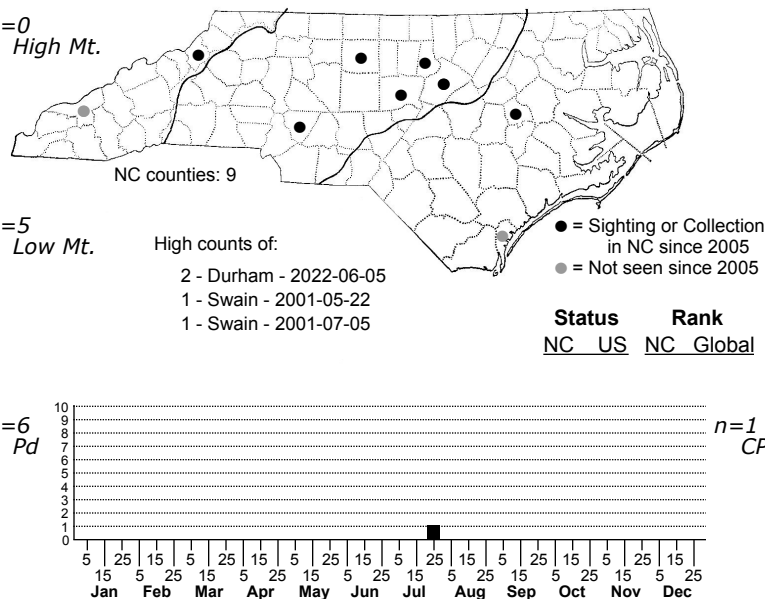 =0
High Mt.
NC counties: 9
=5
Low Mt.
High counts of:
2 - Durham - 2022-06-05
1 - Swain - 2001-05-22
1 - Swain - 2001-07-05
● = Sighting or Collection
in NC since 2005
● = Not seen since 2005
Status Rank
NC US NC Global
=6
Pd
n=1
CP
10
9
8
7
6
5
4
3
2
1
0
5 25 15 5 25 15 5 25 15 5 25 15 5 25 15 5 25 15
15 5 25 15 5 25 15 5 25 15 5 25 15 5 25 15 5 25
Jan Feb Mar Apr May Jun Jul Aug Sep Oct Nov Dec